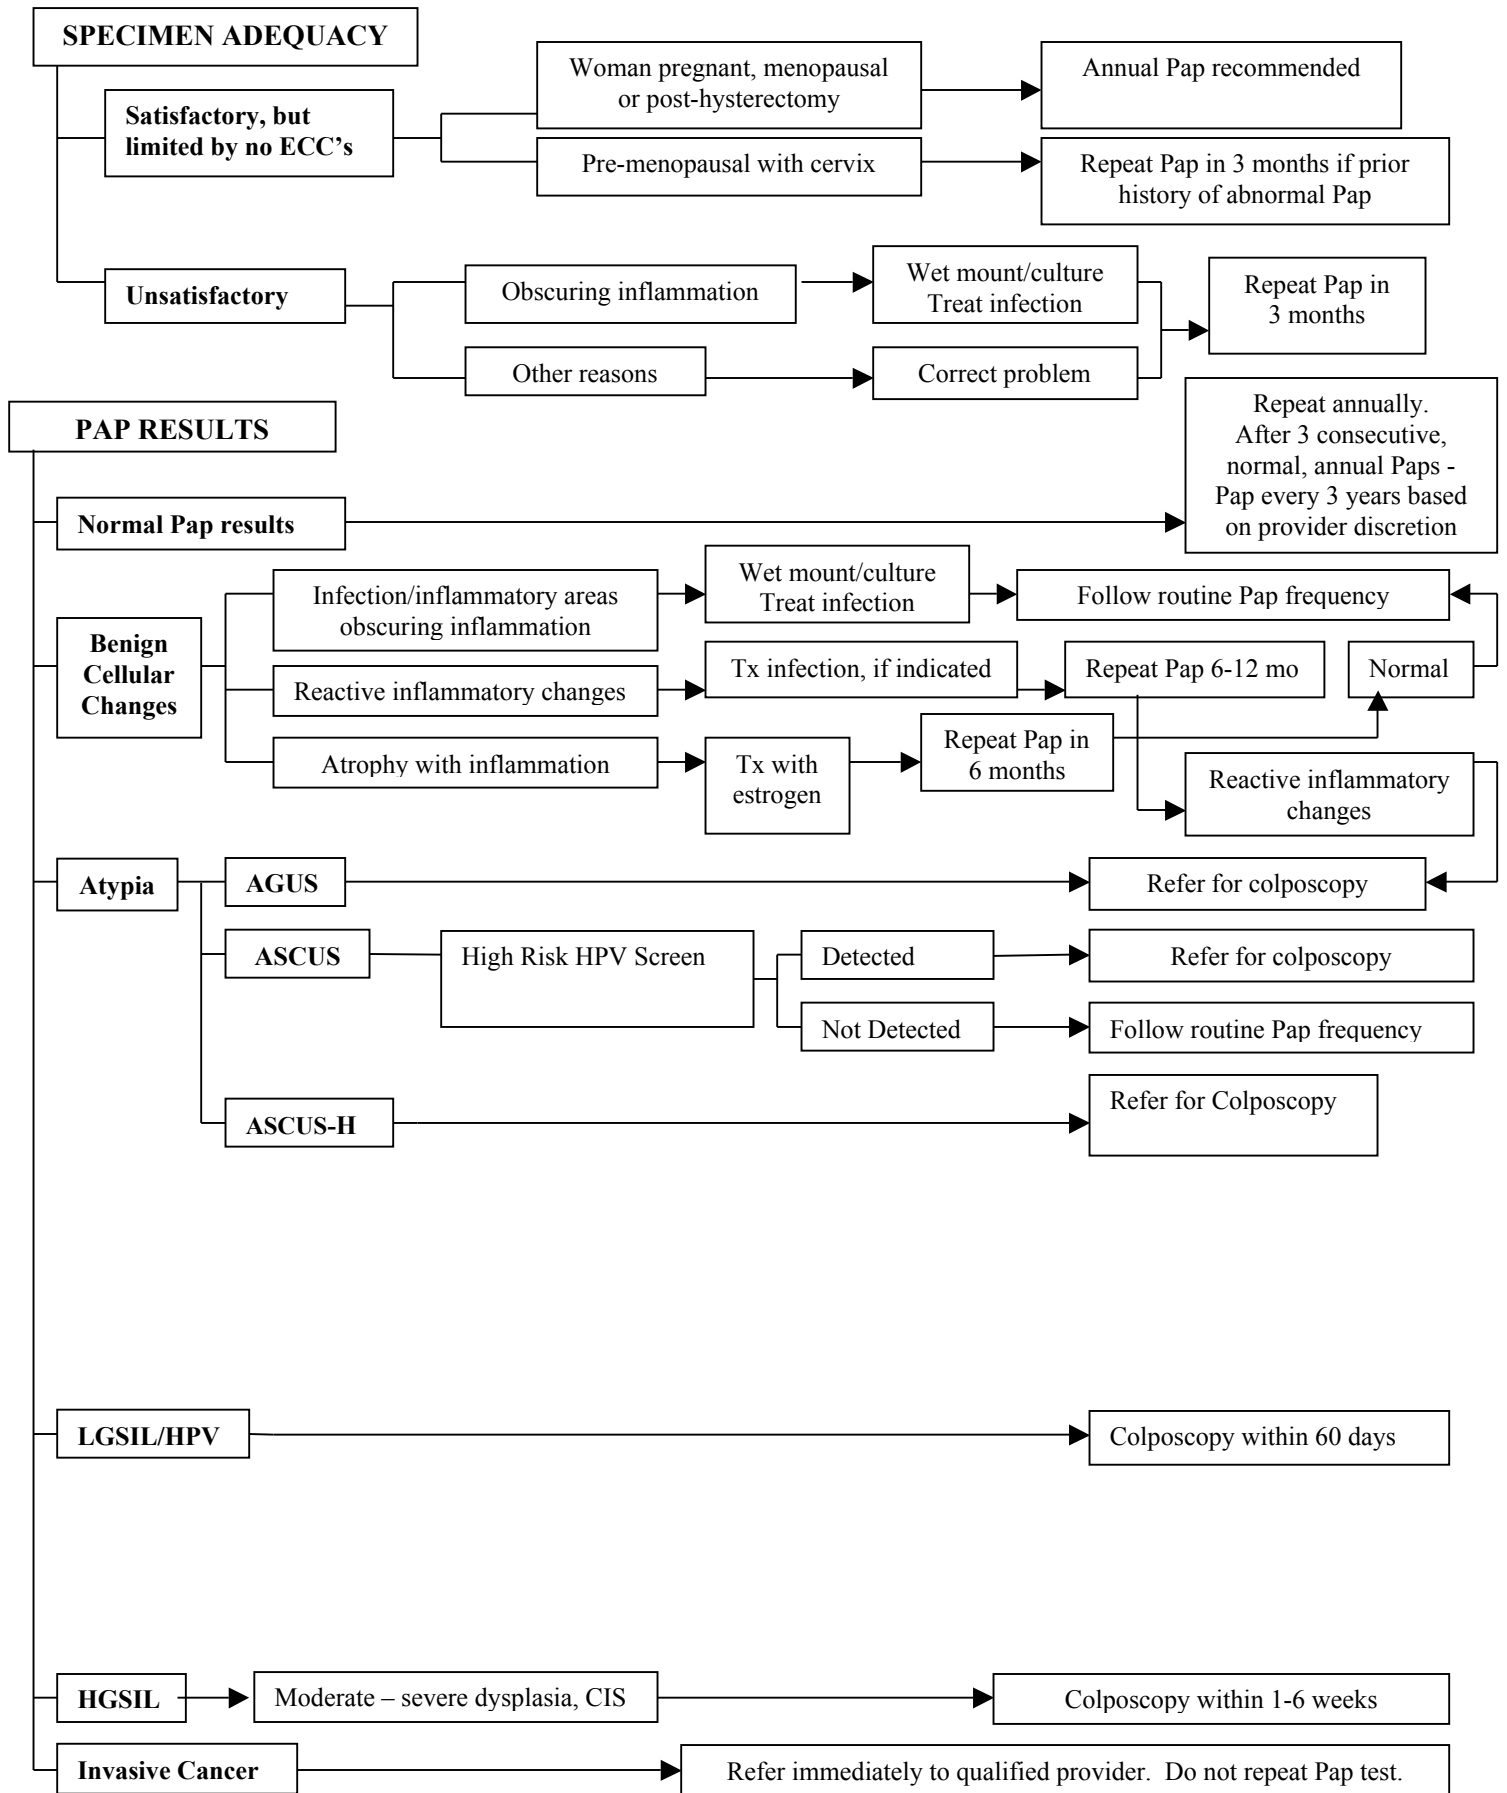 SPECIMEN ADEQUACY
Woman pregnant, menopausal
or post-hysterectomy
Annual Pap recommended
Satisfactory, but
limited by no ECC’s
Pre-menopausal with cervix
Repeat Pap in 3 months if prior
history of abnormal Pap
Unsatisfactory
Obscuring inflammation
Wet mount/culture
Treat infection
Repeat Pap in
3 months
Other reasons
Correct problem
PAP RESULTS
Repeat annually.
After 3 consecutive,
normal, annual Paps -
Pap every 3 years based
on provider discretion
Normal Pap results
Benign
Cellular
Changes
Infection/inflammatory areas
obscuring inflammation
Wet mount/culture
Treat infection
Follow routine Pap frequency
Reactive inflammatory changes
Tx infection, if indicated
Repeat Pap 6-12 mo
Normal
Atrophy with inflammation
Tx with
estrogen
Repeat Pap in
6 months
Reactive inflammatory
changes
Atypia
AGUS
Refer for colposcopy
ASCUS
High Risk HPV Screen
Detected
Refer for colposcopy
Not Detected
Follow routine Pap frequency
ASCUS-H
Refer for Colposcopy
LGSIL/HPV
Colposcopy within 60 days
HGSIL
Moderate – severe dysplasia, CIS
Colposcopy within 1-6 weeks
Invasive Cancer
Refer immediately to qualified provider.  Do not repeat Pap test.